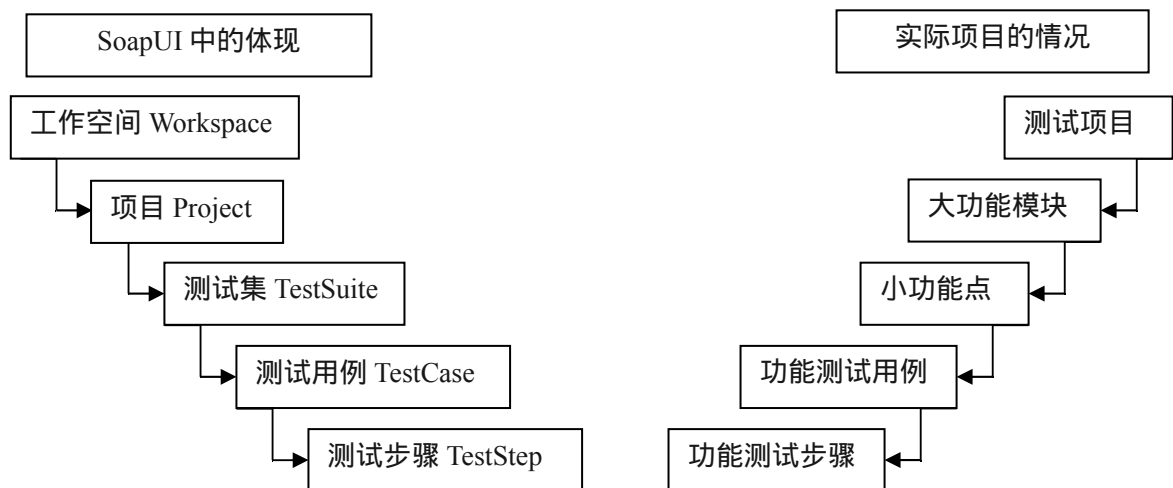 SoapUI 中的体现
实际项目的情况
工作空间 Workspace
测试项目
项目 Project
大功能模块
测试集 TestSuite
小功能点
测试用例 TestCase
功能测试用例
测试步骤 TestStep
功能测试步骤